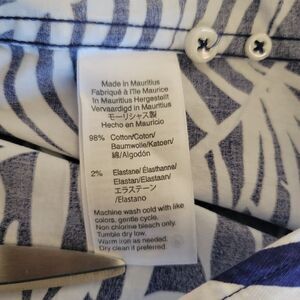 Made in Mauritius
Fabriqué à l'île Maurice
In Mauritius Hergestellt
Vervaardigd in Mauritius
モーリシャス製
Hecho en Mauricio
98% Cotton/Coton/
Baumwolle/Katoen/
綿/Algodón
2% Elastane/Élasthanne/
Elastan/Elastaan/
エラステーン
/Elastano
Machine wash cold with like
colors, gentle cycle.
Non chlorine bleach only.
Tumble dry low.
Warm iron as needed.
Dry clean if preferred.